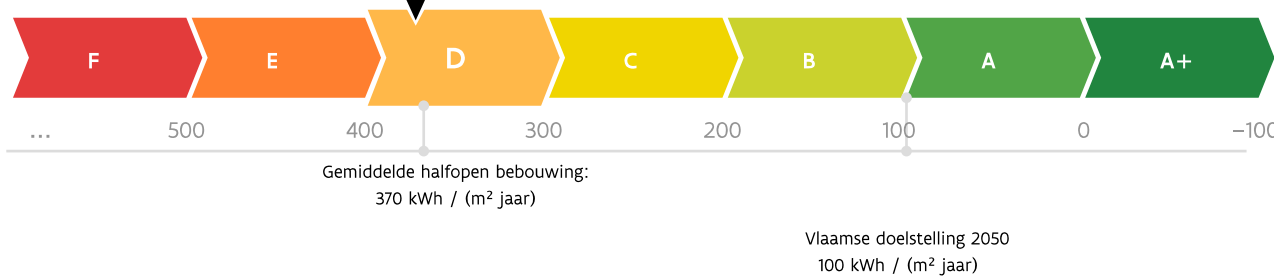 F E D C B A A+
... 500 400 300 200 100 0 −100
Gemiddelde halfopen bebouwing:
370 kWh / (m² jaar)
Vlaamse doelstelling 2050
100 kWh / (m² jaar)